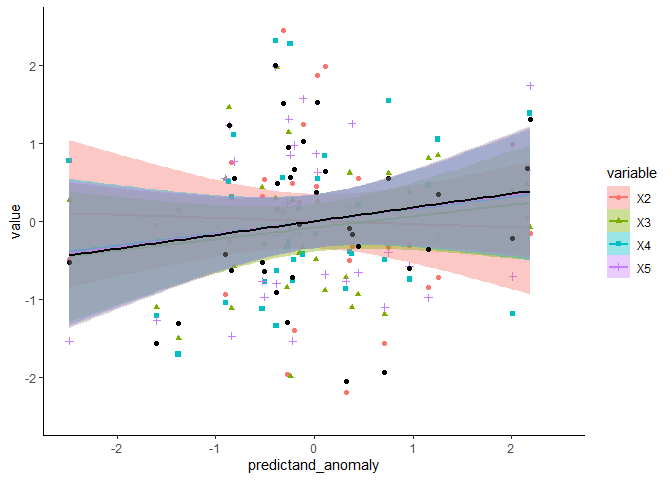 2
1
0
-1
-2
value
-2
-1
0
1
2
predictand_anomaly
variable
X2
X3
X4
X5